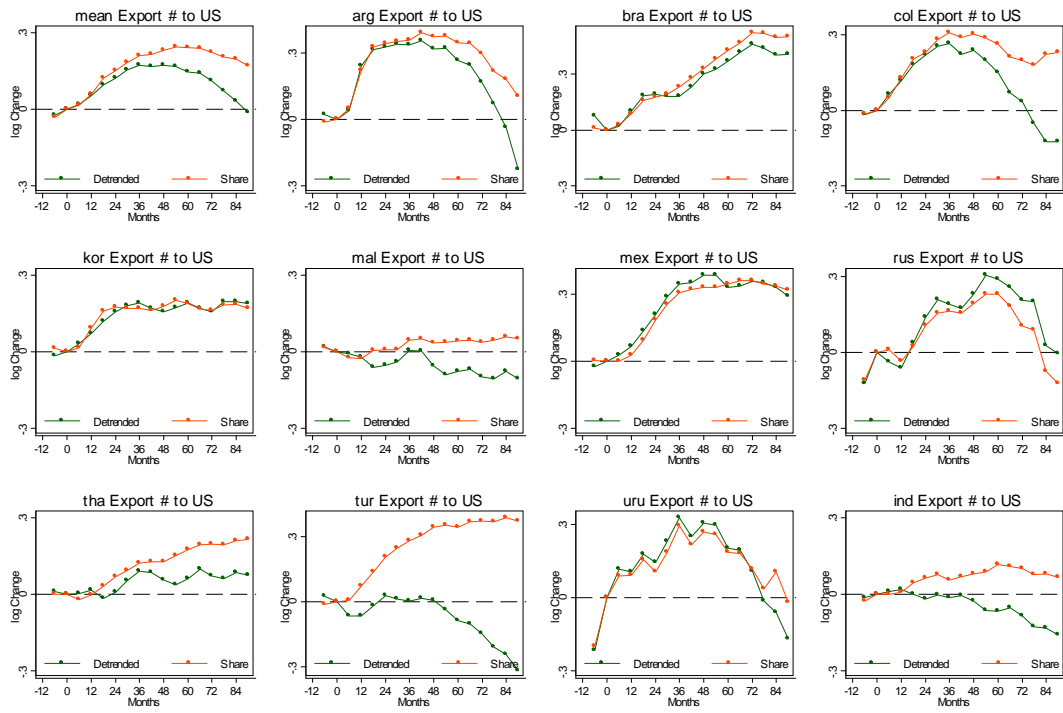 mean Export # to US
arg Export # to US
bra Export # to US
col Export # to US
log Change
.3
0
-.3
Detrended
Share
-12 0 12 24 36 48 60 72 84
Months
log Change
.3
0
-.3
Detrended
Share
-12 0 12 24 36 48 60 72 84
Months
log Change
.3
0
-.3
Detrended
Share
-12 0 12 24 36 48 60 72 84
Months
log Change
.3
0
-.3
Detrended
Share
-12 0 12 24 36 48 60 72 84
Months
kor Export # to US
mal Export # to US
mex Export # to US
rus Export # to US
log Change
.3
0
-.3
Detrended
Share
-12 0 12 24 36 48 60 72 84
Months
log Change
.3
0
-.3
Detrended
Share
-12 0 12 24 36 48 60 72 84
Months
log Change
.3
0
-.3
Detrended
Share
-12 0 12 24 36 48 60 72 84
Months
log Change
.3
0
-.3
Detrended
Share
-12 0 12 24 36 48 60 72 84
Months
tha Export # to US
tur Export # to US
uru Export # to US
ind Export # to US
log Change
.3
0
-.3
Detrended
Share
-12 0 12 24 36 48 60 72 84
Months
log Change
.3
0
-.3
Detrended
Share
-12 0 12 24 36 48 60 72 84
Months
log Change
.3
0
-.3
Detrended
Share
-12 0 12 24 36 48 60 72 84
Months
log Change
.3
0
-.3
Detrended
Share
-12 0 12 24 36 48 60 72 84
Months